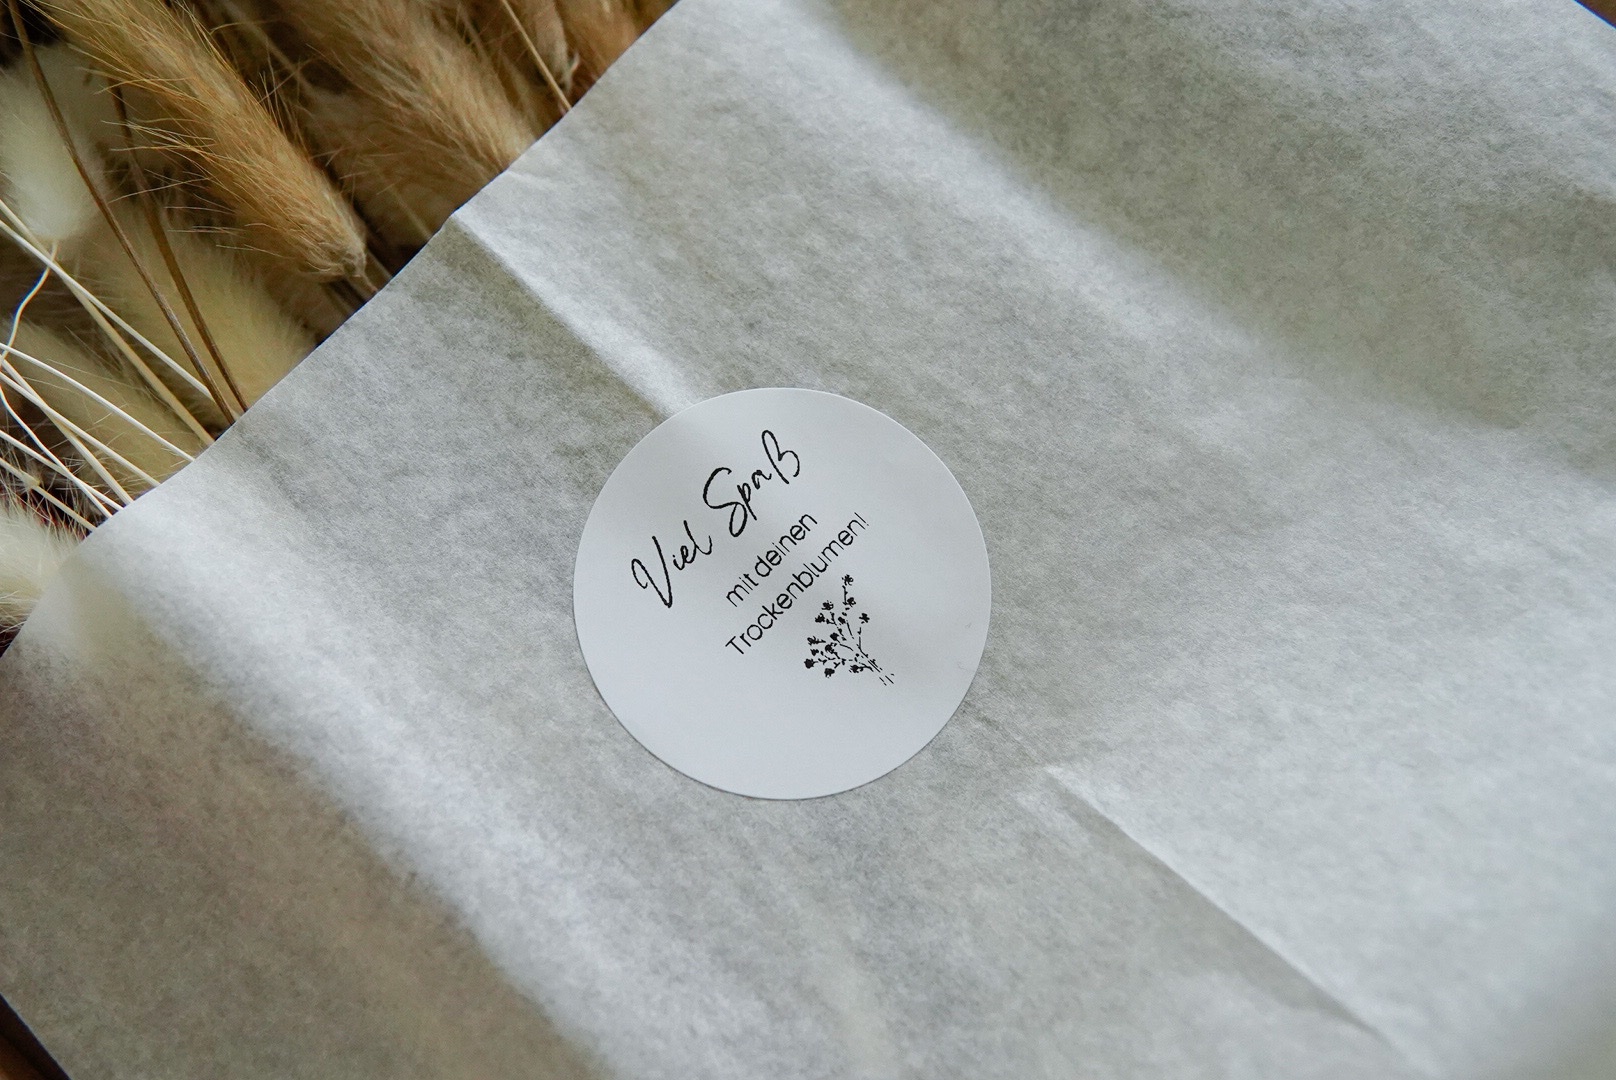 Viel Spaß
mit deinen
Trockenblumen!